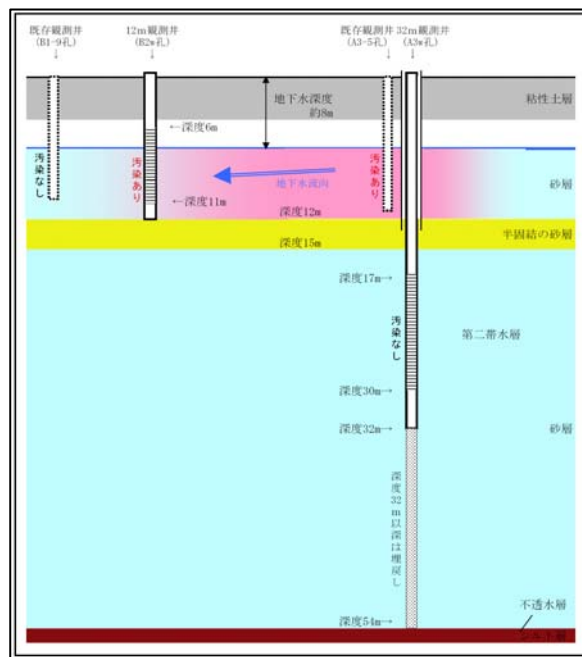 既存観測井
(B1-9孔)
↓
12m観測井
(B2w孔)
↓
既存観測井
(A3-5孔)
↓
32m観測井
(A3w孔)
↓
地下水深度
約8m
粘性土層
←深度6m
汚染なし
汚染あり
地下水流向
汚染あり
砂層
←深度11m
深度12m
半固結の砂層
深度15m
深度17m→
汚染なし
第二帯水層
深度30m→
深度32m→
砂層
深度32m以深は埋戻し
不透水層
深度54m→
シルト層